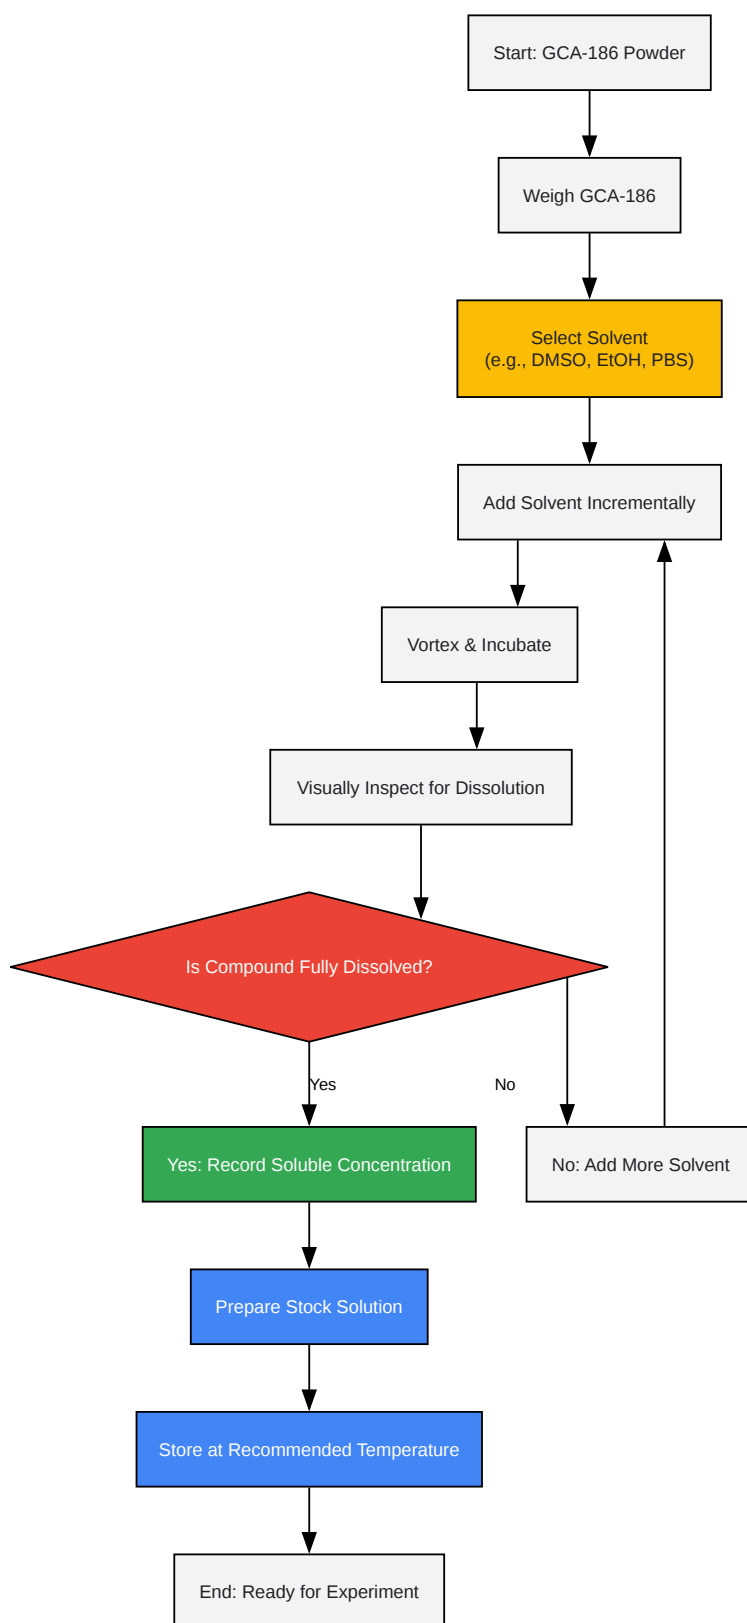 Start: GCA-186 Powder
Weigh GCA-186
Select Solvent
(e.g., DMSO, EtOH, PBS)
Add Solvent Incrementally
Vortex & Incubate
Visually Inspect for Dissolution
Is Compound Fully Dissolved?
Yes
No
Yes: Record Soluble Concentration
No: Add More Solvent
Prepare Stock Solution
Store at Recommended Temperature
End: Ready for Experiment